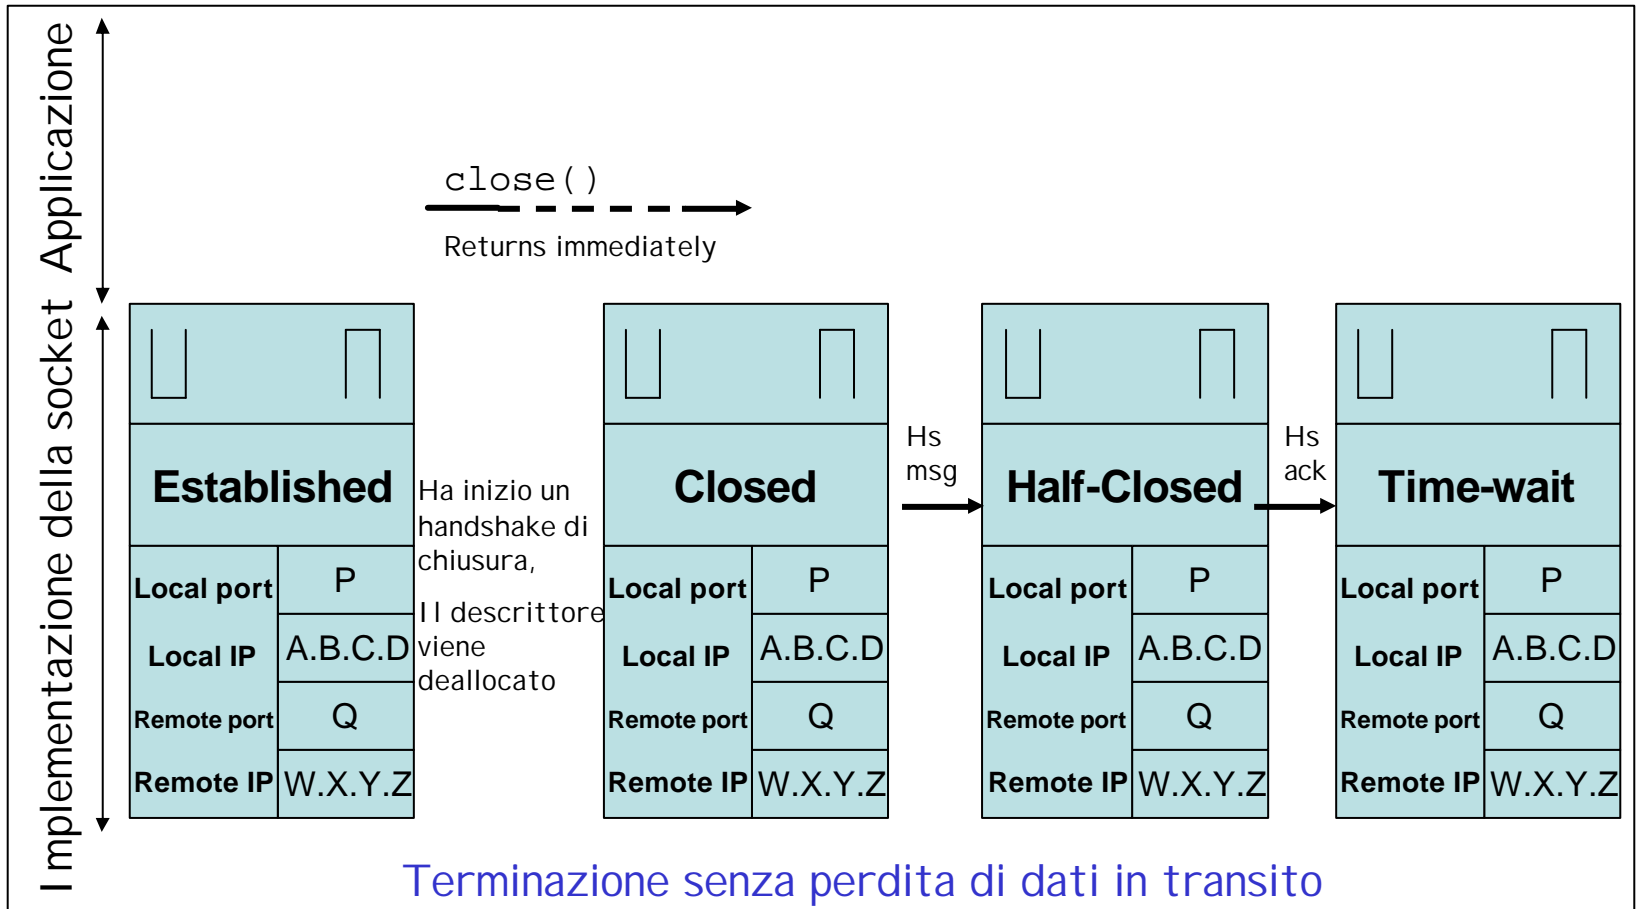 Applicazione
Implementazione della socket
close()
Returns immediately
Established
Local port
P
Local IP
A.B.C.D
Remote port
Q
Remote IP
W.X.Y.Z
Ha inizio un
handshake di
chiusura,
Il descrittore
viene
deallocato
Closed
Local port
P
Local IP
A.B.C.D
Remote port
Q
Remote IP
W.X.Y.Z
Hs
msg
Half-Closed
Local port
P
Local IP
A.B.C.D
Remote port
Q
Remote IP
W.X.Y.Z
Hs
ack
Time-wait
Local port
P
Local IP
A.B.C.D
Remote port
Q
Remote IP
W.X.Y.Z
Terminazione senza perdita di dati in transito